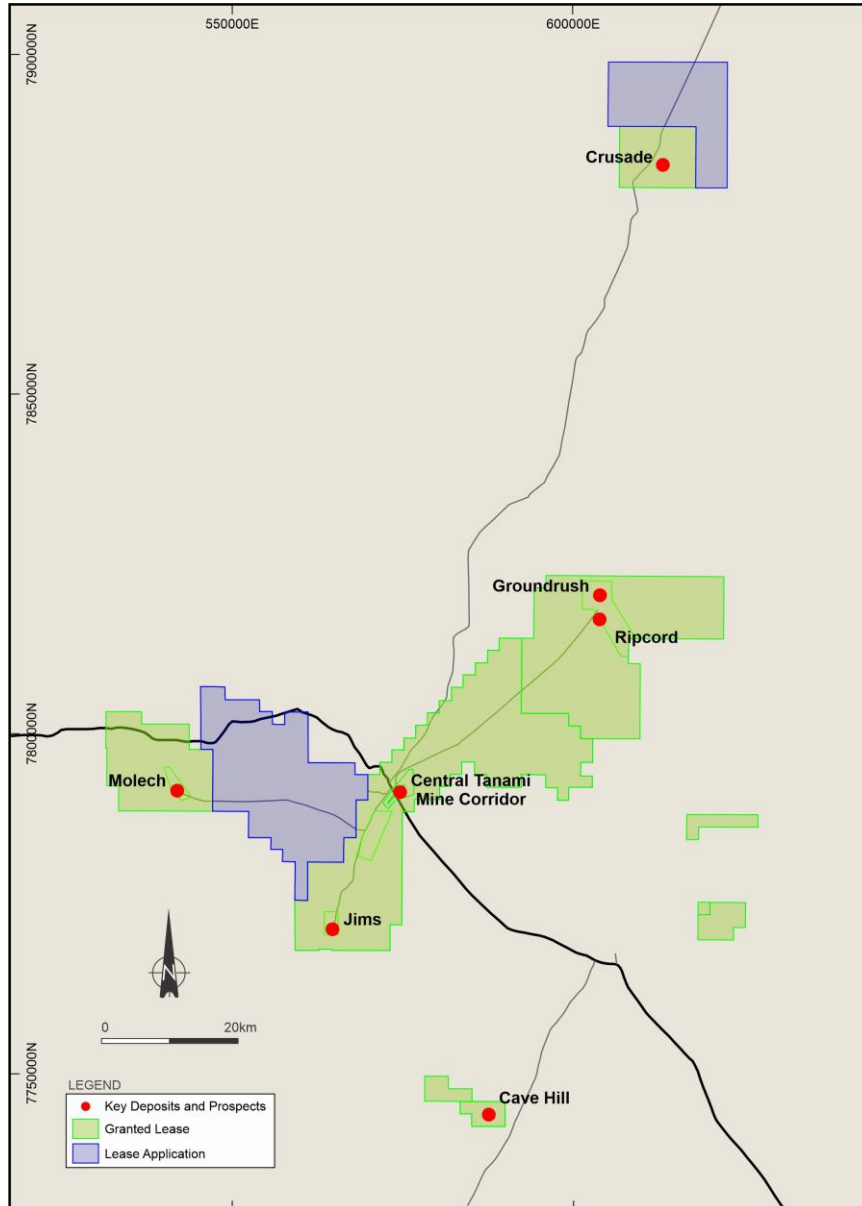 550000E
600000E
7900000N
Crusade
7850000N
Groundrush
Ripcord
7800000N
Molech
Central Tanami
Mine Corridor
Jims
N
0
20km
7750000N
Cave Hill
LEGEND
Key Deposits and Prospects
Granted Lease
Lease Application